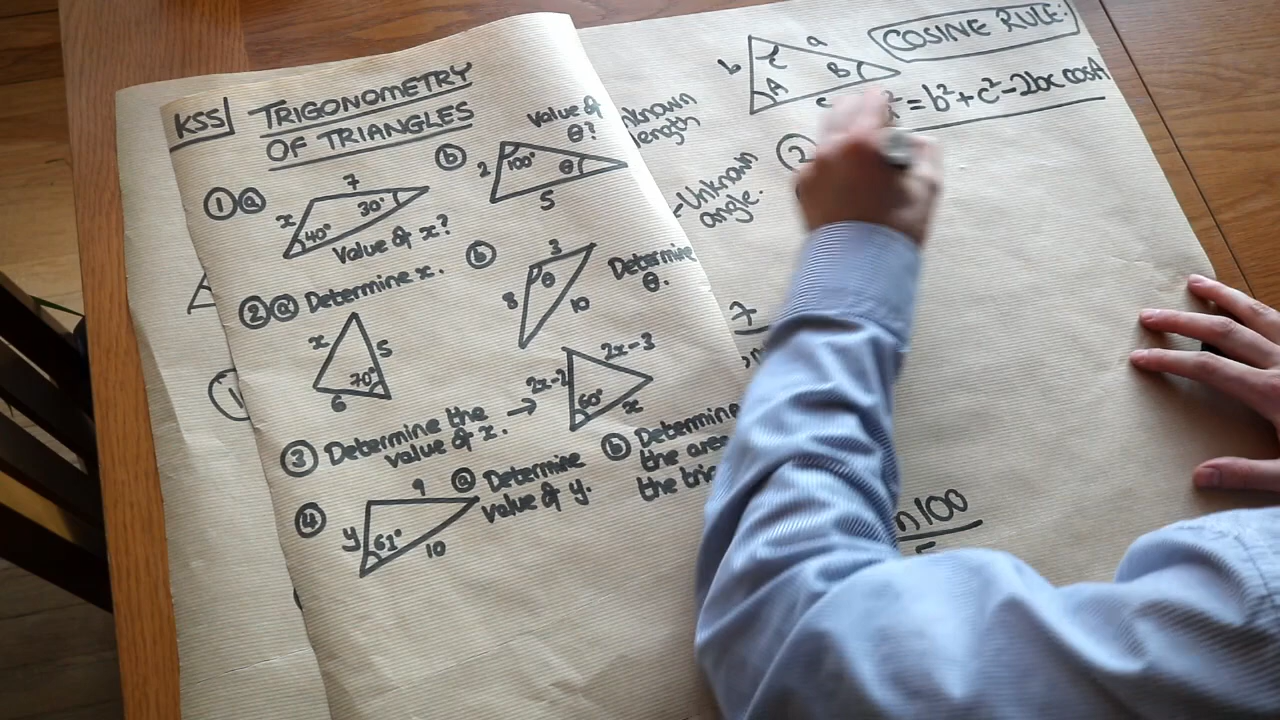 KSS
TRIGONOMETRY
OF TRIANGLES
1 a
7
x
30°
40°
Value of x?
b
Value of
θ?
2
100°
θ
5
2 a Determine x.
x
5
70°
6
b
3
θ
8
10
Determine
θ.
3 Determine the
value of x. →
2x-3
2x-2
60°
x
4
9
y
61°
10
a Determine
value of y.
b Determine
the area
the
Unknown
length
-Unknown
angle.
7
1
b
a
C
B
A
c
COSINE RULE:
² = b² + c² - 2bc cosA
2
n100
5